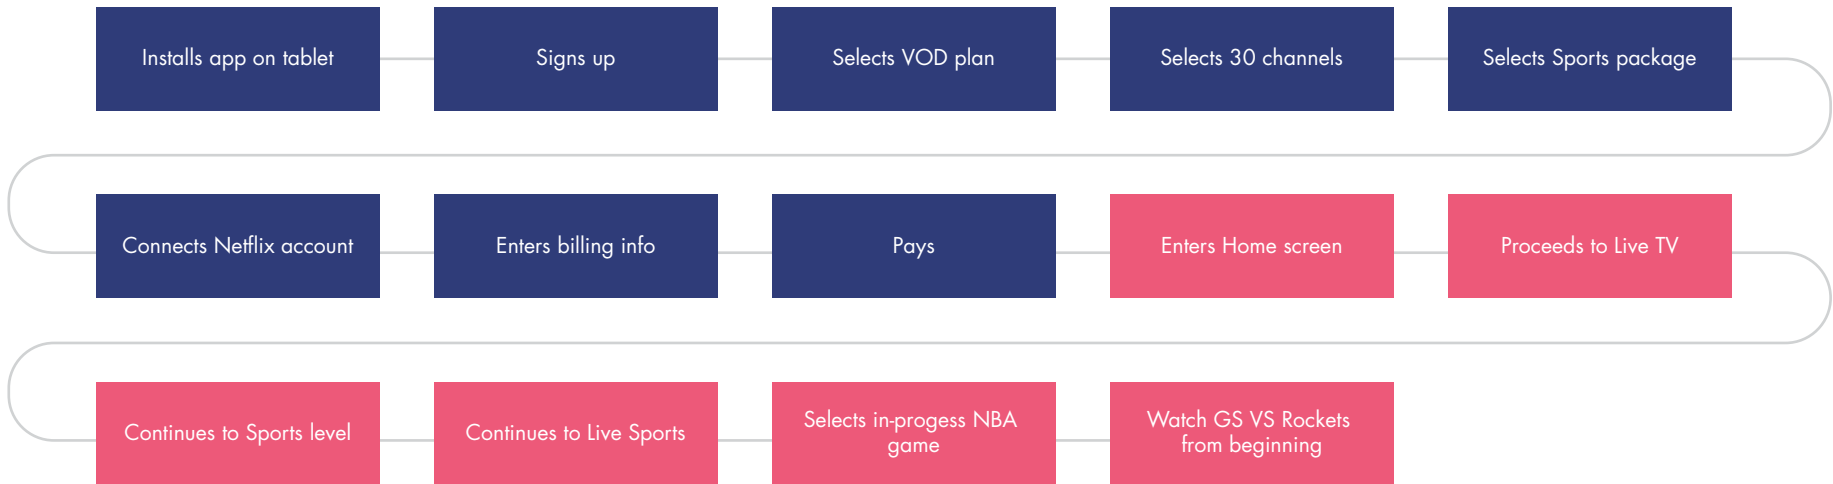 Installs app on tablet
Signs up
Selects VOD plan
Selects 30 channels
Selects Sports package
Connects Netflix account
Enters billing info
Pays
Enters Home screen
Proceeds to Live TV
Continues to Sports level
Continues to Live Sports
Selects in-progess NBA
game
Watch GS VS Rockets
from beginning